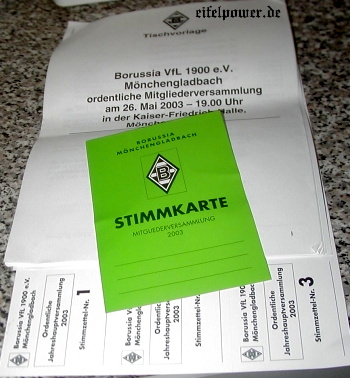 eifelpower.de
Tischvorlage
Borussia VfL 1900 e.V.
Mönchengladbach
ordentliche Mitgliederversammlung
am 26. Mai 2003 – 19.00 Uhr
in der Kaiser-Friedrich-Halle.
BORUSSIA
MÖNCHENGLADBACH
B
STIMMKARTE
MITGLIEDERVERSAMMLUNG
2003
Borussia VfL 1900 e.V.
Mönchengladbach
Ordentliche
Jahreshauptversammlung
2003
Stimmzettel-Nr. 1
Borussia VfL
Mönchengladbach
Ordentliche
Jahreshauptversammlung
2003
Stimmzettel-Nr.
Borussia VfL 1900
Mönchengladbach
Ordentliche
Jahreshauptversammlung
2003
Stimmzettel-Nr. 3